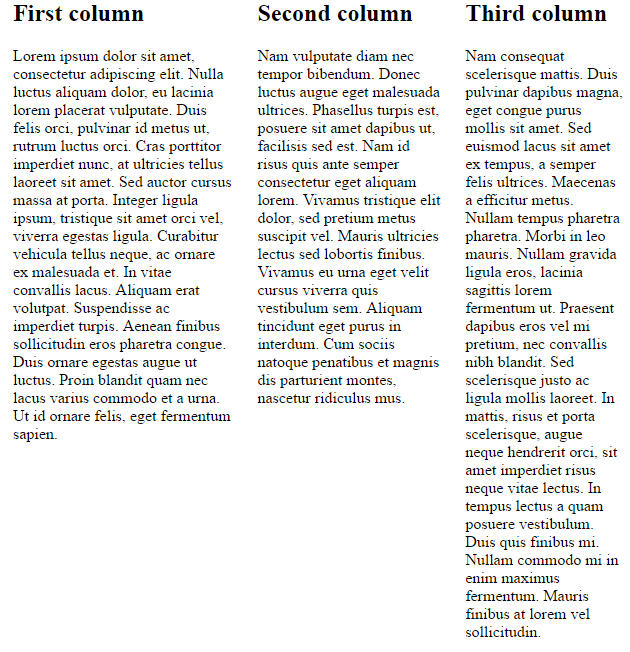 First column
Lorem ipsum dolor sit amet,
consectetur adipiscing elit. Nulla
luctus aliquam dolor, eu lacinia
lorem placerat vulputate. Duis
felis orci, pulvinar id metus ut,
rutrum luctus orci. Cras porttitor
imperdiet nunc, at ultricies tellus
laoreet sit amet. Sed auctor cursus
massa at porta. Integer ligula
ipsum, tristique sit amet orci vel,
viverra egestas ligula. Curabitur
vehicula tellus neque, ac ornare
ex malesuada et. In vitae
convallis lacus. Aliquam erat
volutpat. Suspendisse ac
imperdiet turpis. Aenean finibus
sollicitudin eros pharetra congue.
Duis ornare egestas augue ut
luctus. Proin blandit quam nec
lacus varius commodo et a urna.
Ut id ornare felis, eget fermentum
sapien.
Second column
Nam vulputate diam nec
tempor bibendum. Donec
luctus augue eget malesuada
ultrices. Phasellus turpis est,
posuere sit amet dapibus ut,
facilisis sed est. Nam id
risus quis ante semper
consectetur eget aliquam
lorem. Vivamus tristique elit
dolor, sed pretium metus
suscipit vel. Mauris ultricies
lectus sed lobortis finibus.
Vivamus eu urna eget velit
cursus viverra quis
vestibulum sem. Aliquam
tincidunt eget purus in
interdum. Cum sociis
natoque penatibus et magnis
dis parturient montes,
nascetur ridiculus mus.
Third column
Nam consequat
scelerisque mattis. Duis
pulvinar dapibus magna,
eget congue purus
mollis sit amet. Sed
euismod lacus sit amet
ex tempus, a semper
felis ultrices. Maecenas
a efficitur metus.
Nullam tempus pharetra
pharetra. Morbi in leo
mauris. Nullam gravida
ligula eros, lacinia
sagittis lorem
fermentum ut. Praesent
dapibus eros vel mi
pretium, nec convallis
nibh blandit. Sed
scelerisque justo ac
ligula mollis laoreet. In
mattis, risus et porta
scelerisque, augue
neque hendrerit orci, sit
amet imperdiet risus
neque vitae lectus. In
tempus lectus a quam
posuere vestibulum.
Duis quis finibus mi.
Nullam commodo mi in
enim maximus
fermentum. Mauris
finibus at lorem vel
sollicitudin.